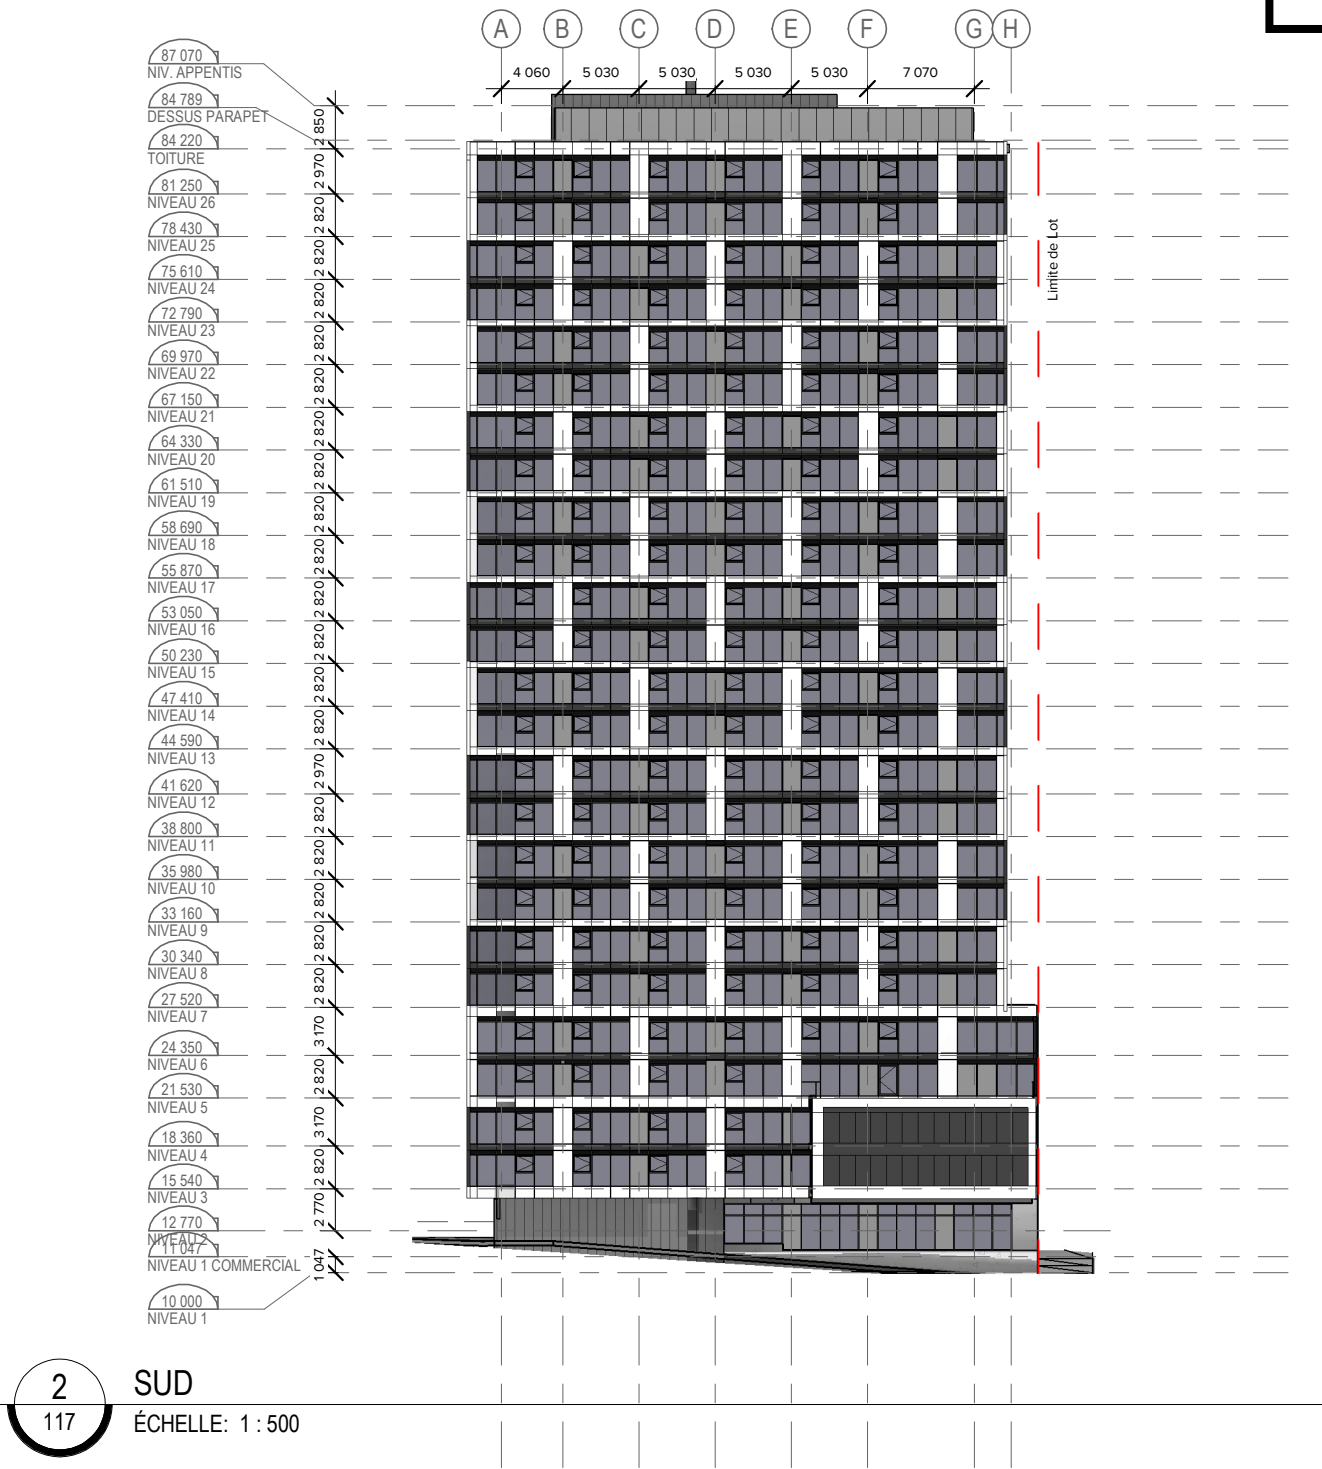 A B C D E F G H
4 060 5 030 5 030 5 030 5 030 7 070
87 070
NIV. APPENTIS
84 789
DESSUS PARAPET
2 850
84 220
TOITURE
2 970
81 250
NIVEAU 26
2 820
78 430
NIVEAU 25
2 820
75 610
NIVEAU 24
2 820
72 790
NIVEAU 23
2 820
69 970
NIVEAU 22
2 820
67 150
NIVEAU 21
2 820
64 330
NIVEAU 20
2 820
61 510
NIVEAU 19
2 820
58 690
NIVEAU 18
2 820
55 870
NIVEAU 17
2 820
53 050
NIVEAU 16
2 820
50 230
NIVEAU 15
2 820
47 410
NIVEAU 14
2 820
44 590
NIVEAU 13
2 970
41 620
NIVEAU 12
2 820
38 800
NIVEAU 11
2 820
35 980
NIVEAU 10
2 820
33 160
NIVEAU 9
2 820
30 340
NIVEAU 8
2 820
27 520
NIVEAU 7
3170
24 350
NIVEAU 6
2 820
21 530
NIVEAU 5
3 170
18 360
NIVEAU 4
2 820
15 540
NIVEAU 3
2 770
12 770
NIVEAU 2
11 047
NIVEAU 1 COMMERCIAL
1 047
10 000
NIVEAU 1
Limite de Lot
2
117
SUD
ÉCHELLE: 1 : 500